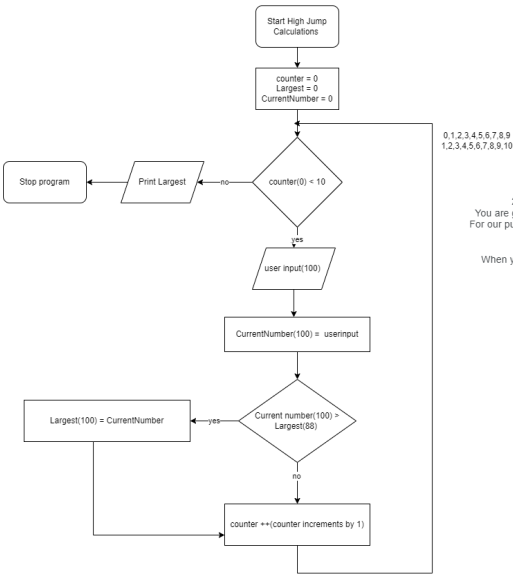 Start High Jump
Calculations
counter = 0
Largest = 0
CurrentNumber = 0
0,1,2,3,4,5,6,7,8,9
1,2,3,4,5,6,7,8,9,10
Stop program
Print Largest
no
counter(0) < 10
You are
For our
yes
user input(100)
When
CurrentNumber(100) = userinput
Largest(100) = CurrentNumber
yes
Current number(100) >
Largest(88)
no
counter ++(counter increments by 1)